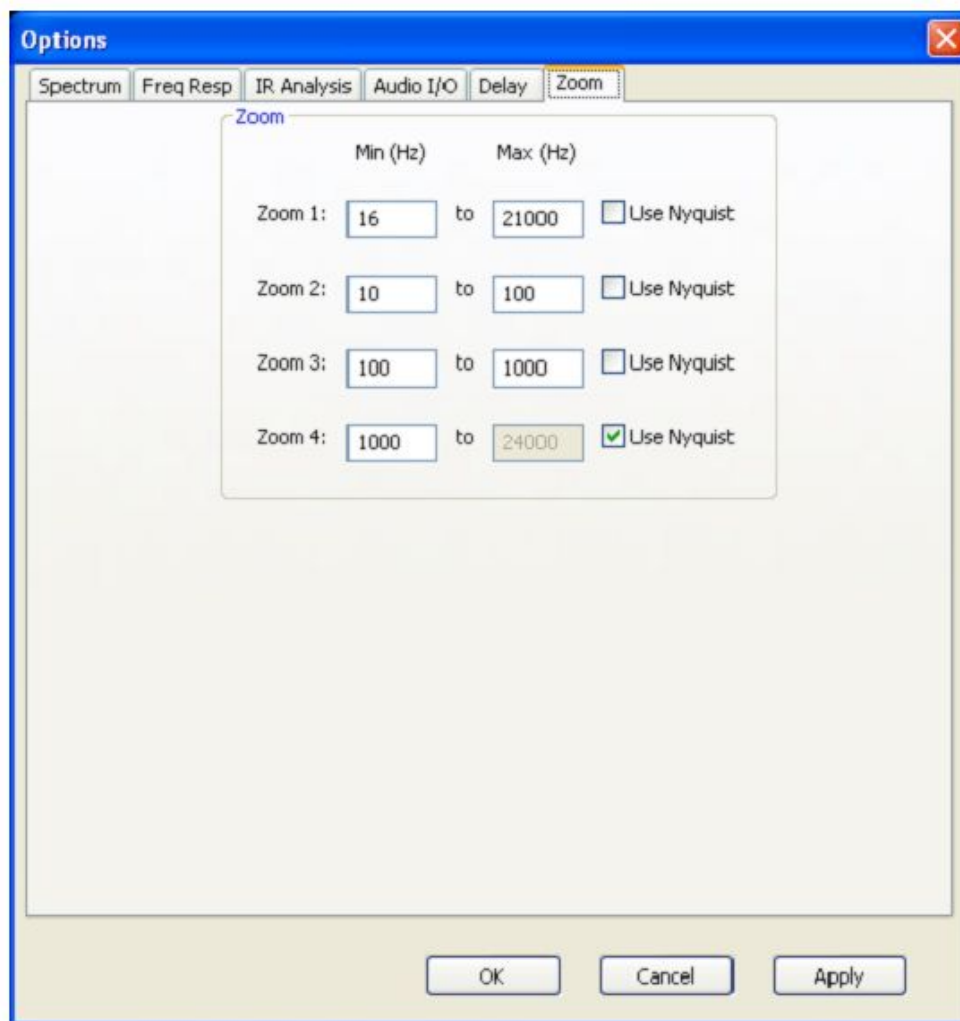 Options
Spectrum Freq Resp IR Analysis Audio I/O Delay Zoom
Zoom
Min (Hz) Max (Hz)
Zoom 1: 16 to 21000 Use Nyquist
Zoom 2: 10 to 100 Use Nyquist
Zoom 3: 100 to 1000 Use Nyquist
Zoom 4: 1000 to 24000 Use Nyquist
OK Cancel Apply